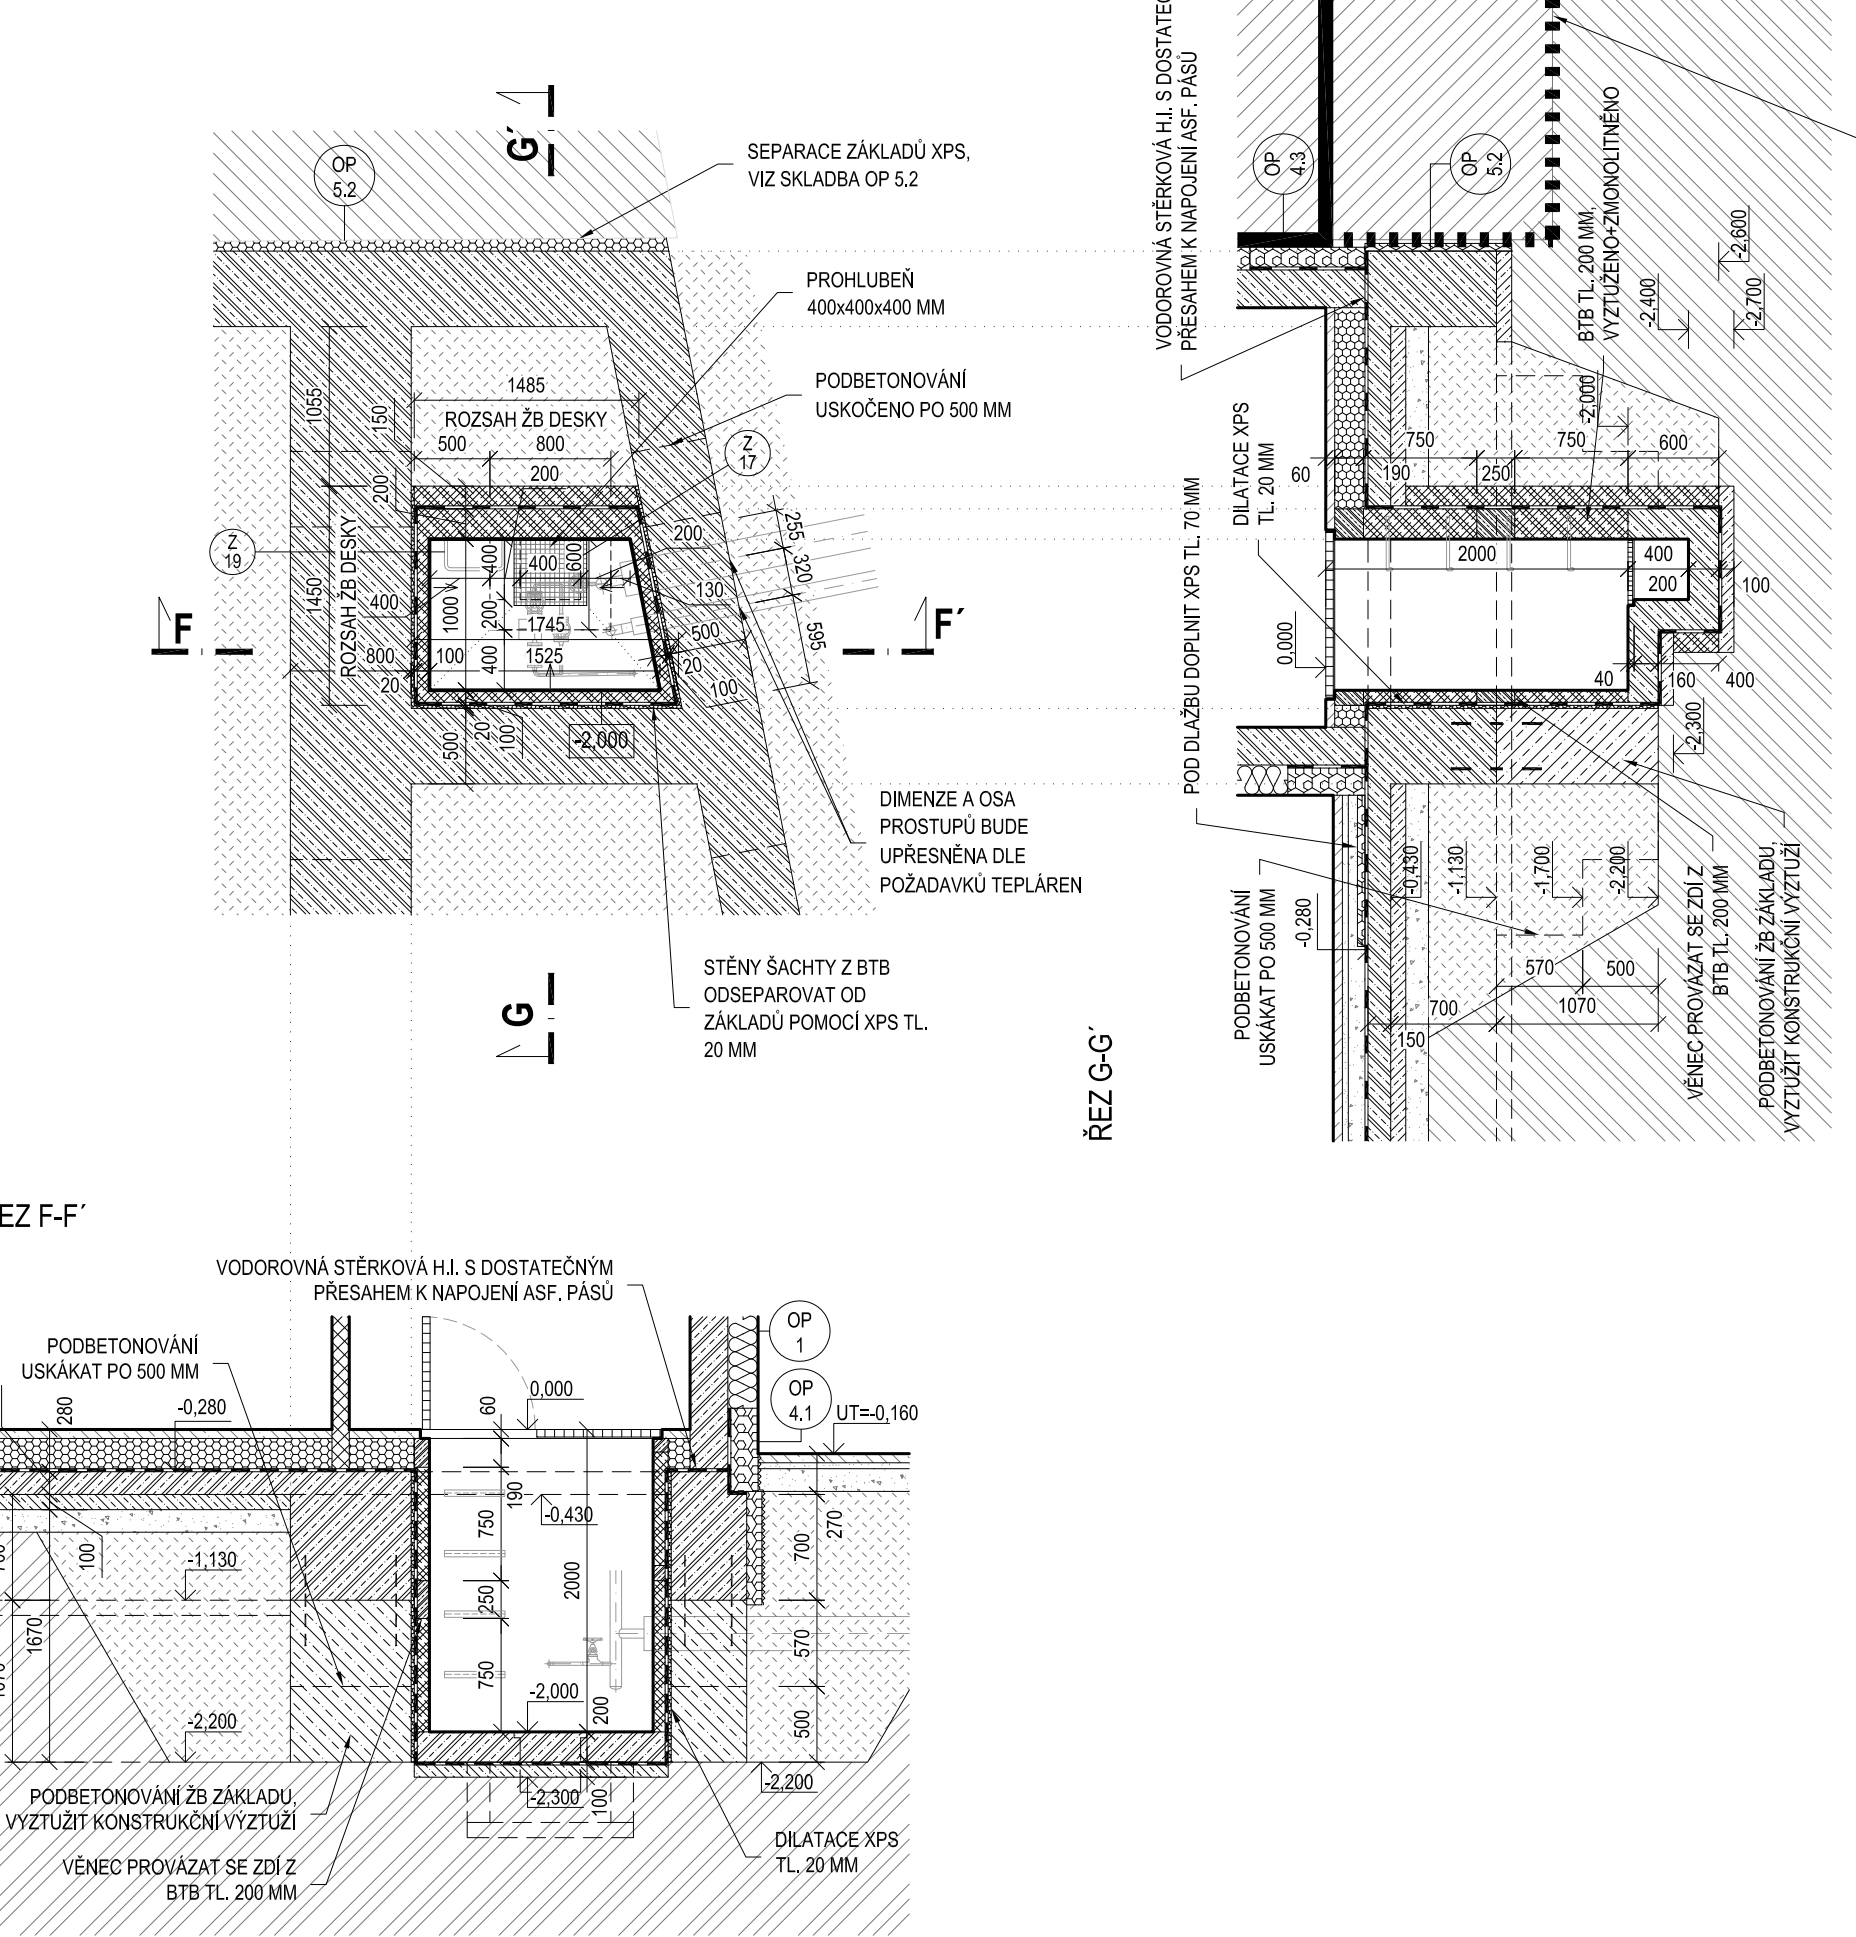 G´
OP
5.2
SEPARACE ZÁKLADŮ XPS,
VIZ SKLADBA OP 5.2
PROHLUBEŇ
400x400x400 MM
PODBETONOVÁNÍ
USKOČENO PO 500 MM
Z
17
1055
150
1485
ROZSAH ŽB DESKY
500
800
200
200
Z
19
1450
ROZSAH ŽB DESKY
400
400
400
600
200
130
255
320
595
1000
200
1745
F
F´
800
100
400
1525
500
20
20
100
500
20
100
-2,000
DIMENZE A OSA
PROSTUPŮ BUDE
UPŘESNĚNA DLE
POŽADAVKŮ TEPLÁREN
STĚNY ŠACHTY Z BTB
ODSEPAROVAT OD
ZÁKLADŮ POMOCÍ XPS TL.
20 MM
G
ŘEZ G-G´
PŘESAHEM K NAPOJENÍ ASF. PÁSŮ
VODOROVNÁ STĚRKOVÁ H.I. S
OP
4.3
OP
5.2
BTB TL. 200 MM,
VYZTUŽENO+ZMONOLITNĚNO
-2,600
-2,400
-2,700
-2,000
DILATACE XPS
TL. 20 MM
POD DLAŽBU DOPLNIT XPS TL. 70 MM
750
750
600
60
190
250
2000
400
200
100
0,000
40
160
400
-2,300
-0,430
-1,130
-1,700
-2,200
PODBETONOVÁNÍ
USKÁKAT PO 500 MM
-0,280
570
500
700
1070
150
VĚNEC PROVÁZAT SE ZDÍ Z
BTB TL. 200 MM
PODBETONOVÁNÍ ŽB ZÁKLADU,
VYZTUŽIT KONSTRUKČNÍ VÝZTUŽÍ
EZ F-F´
VODOROVNÁ STĚRKOVÁ H.I. S DOSTATEČNÝM
PŘESAHEM K NAPOJENÍ ASF. PÁSŮ
PODBETONOVÁNÍ
USKÁKAT PO 500 MM
OP
1
OP
4.1
UT=-0,160
280
-0,280
60
0,000
190
-0,430
750
270
700
100
-1,130
250
2000
1670
570
750
-2,000
200
500
-2,200
-2,300
100
-2,200
PODBETONOVÁNÍ ŽB ZÁKLADU,
VYZTUŽIT KONSTRUKČNÍ VÝZTUŽÍ
VĚNEC PROVÁZAT SE ZDÍ Z
BTB TL. 200 MM
DILATACE XPS
TL. 20 MM